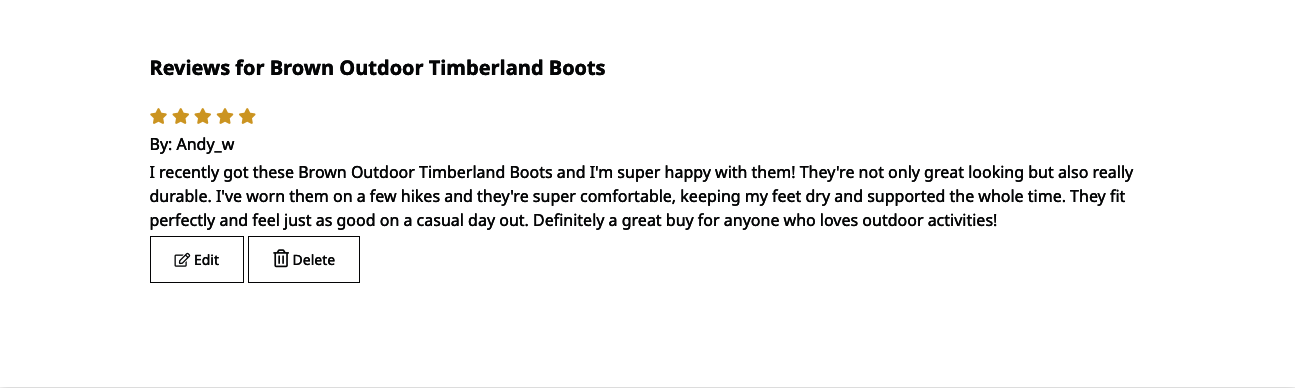 Reviews for Brown Outdoor Timberland Boots
By: Andy_w
I recently got these Brown Outdoor Timberland Boots and I'm super happy with them! They're not only great looking but also really
durable. I've worn them on a few hikes and they're super comfortable, keeping my feet dry and supported the whole time. They fit
perfectly and feel just as good on a casual day out. Definitely a great buy for anyone who loves outdoor activities!
Edit Delete